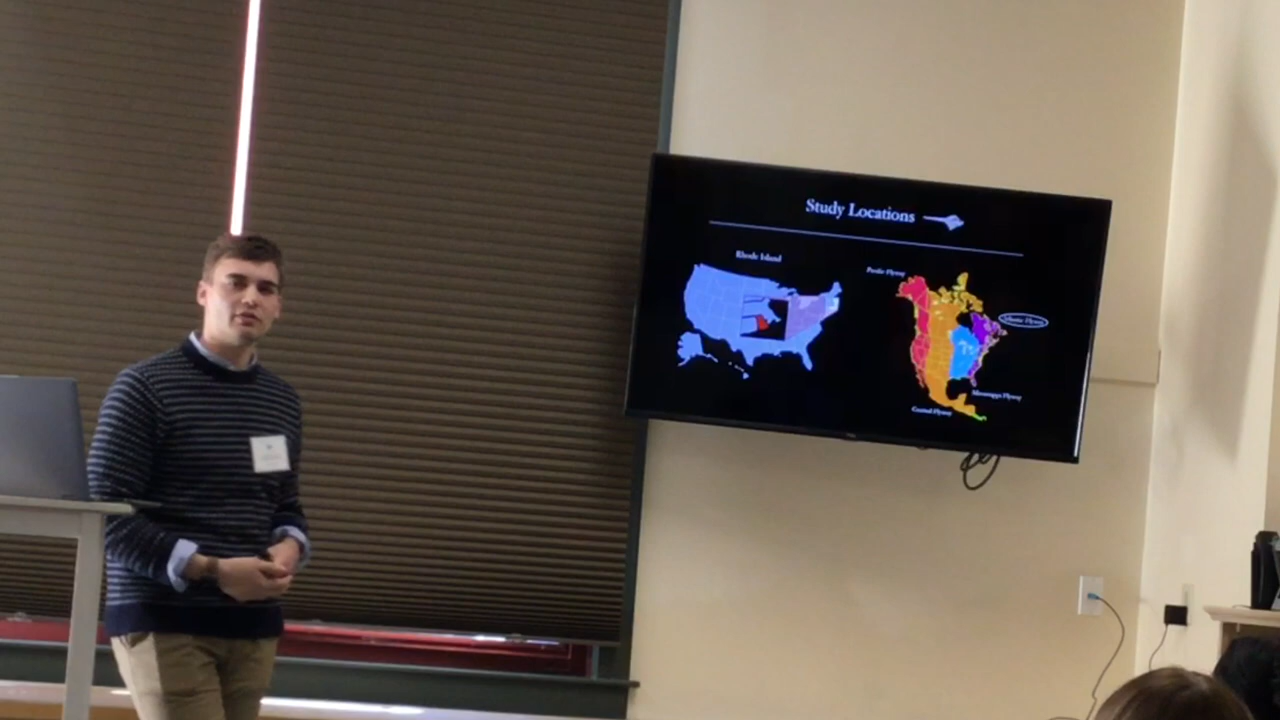 Study Locations
Rhode Island
Pacific Flyway
Atlantic Flyway
Mississippi Flyway
Central Flyway